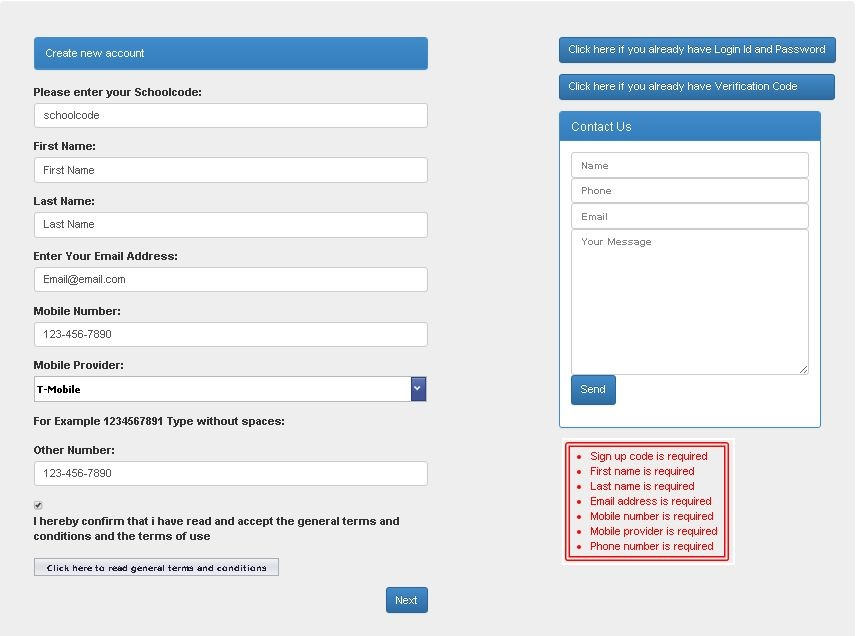 Create new account
Please enter your Schoolcode:
schoolcode
First Name:
First Name
Last Name:
Last Name
Enter Your Email Address:
Email@email.com
Mobile Number:
123-456-7890
Mobile Provider:
T-Mobile
For Example 1234567891 Type without spaces:
Other Number:
123-456-7890
I hereby confirm that i have read and accept the general terms and
conditions and the terms of use
Click here to read general terms and conditions
Next
Click here if you already have Login Id and Password
Click here if you already have Verification Code
Contact Us
Name
Phone
Email
Your Message
Send
Sign up code is required
First name is required
Last name is required
Email address is required
Mobile number is required
Mobile provider is required
Phone number is required